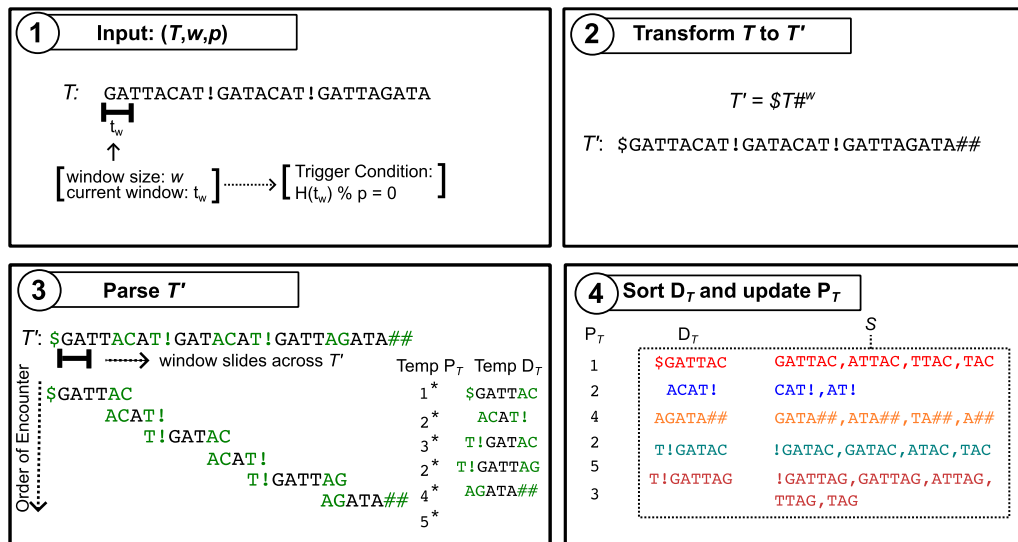 1 Input: (T,w,p)
T: GATTACAT!GATACAT!GATTAGATA
t_w
window size: w
current window: t_w
Trigger Condition:
H(t_w) % p = 0
2 Transform T to T'
T' = $T#^w
T': $GATTACAT!GATACAT!GATTAGATA##
3 Parse T'
T': $GATTACAT!GATACAT!GATTAGATA##
window slides across T'
Order of Encounter
$GATTAC
ACAT!
T!GATAC
ACAT!
T!GATTAG
AGATA##
Temp P_T Temp D_T
1* $GATTAC
2* ACAT!
3* T!GATAC
2* T!GATTAG
4* AGATA##
5*
4 Sort D_T and update P_T
P_T D_T S
1 $GATTAC GATTAC,ATTAC,TTAC,TAC
2 ACAT! CAT!,AT!
4 AGATA## GATA##,ATA##,TA##,A##
2 T!GATAC !GATAC,GATAC,ATAC,TAC
5 T!GATTAG !GATTAG,GATTAG,ATTAG,
3 TTAG,TAG